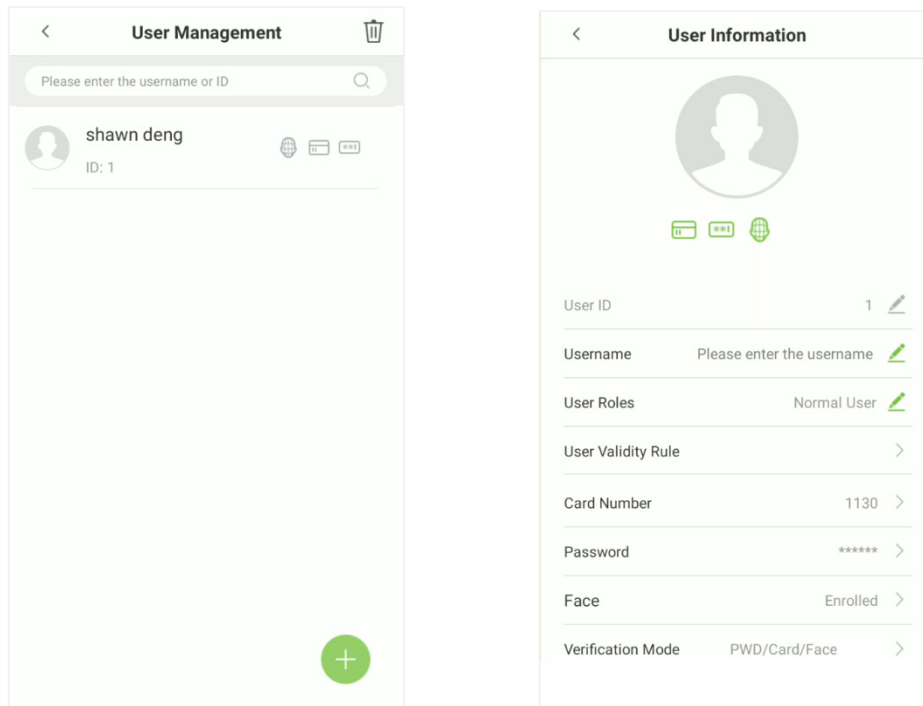 User Management
Please enter the username or ID
shawn deng
ID: 1
User Information
User ID 1
Username Please enter the username
User Roles Normal User
User Validity Rule
Card Number 1130
Password ******
Face Enrolled
Verification Mode PWD/Card/Face